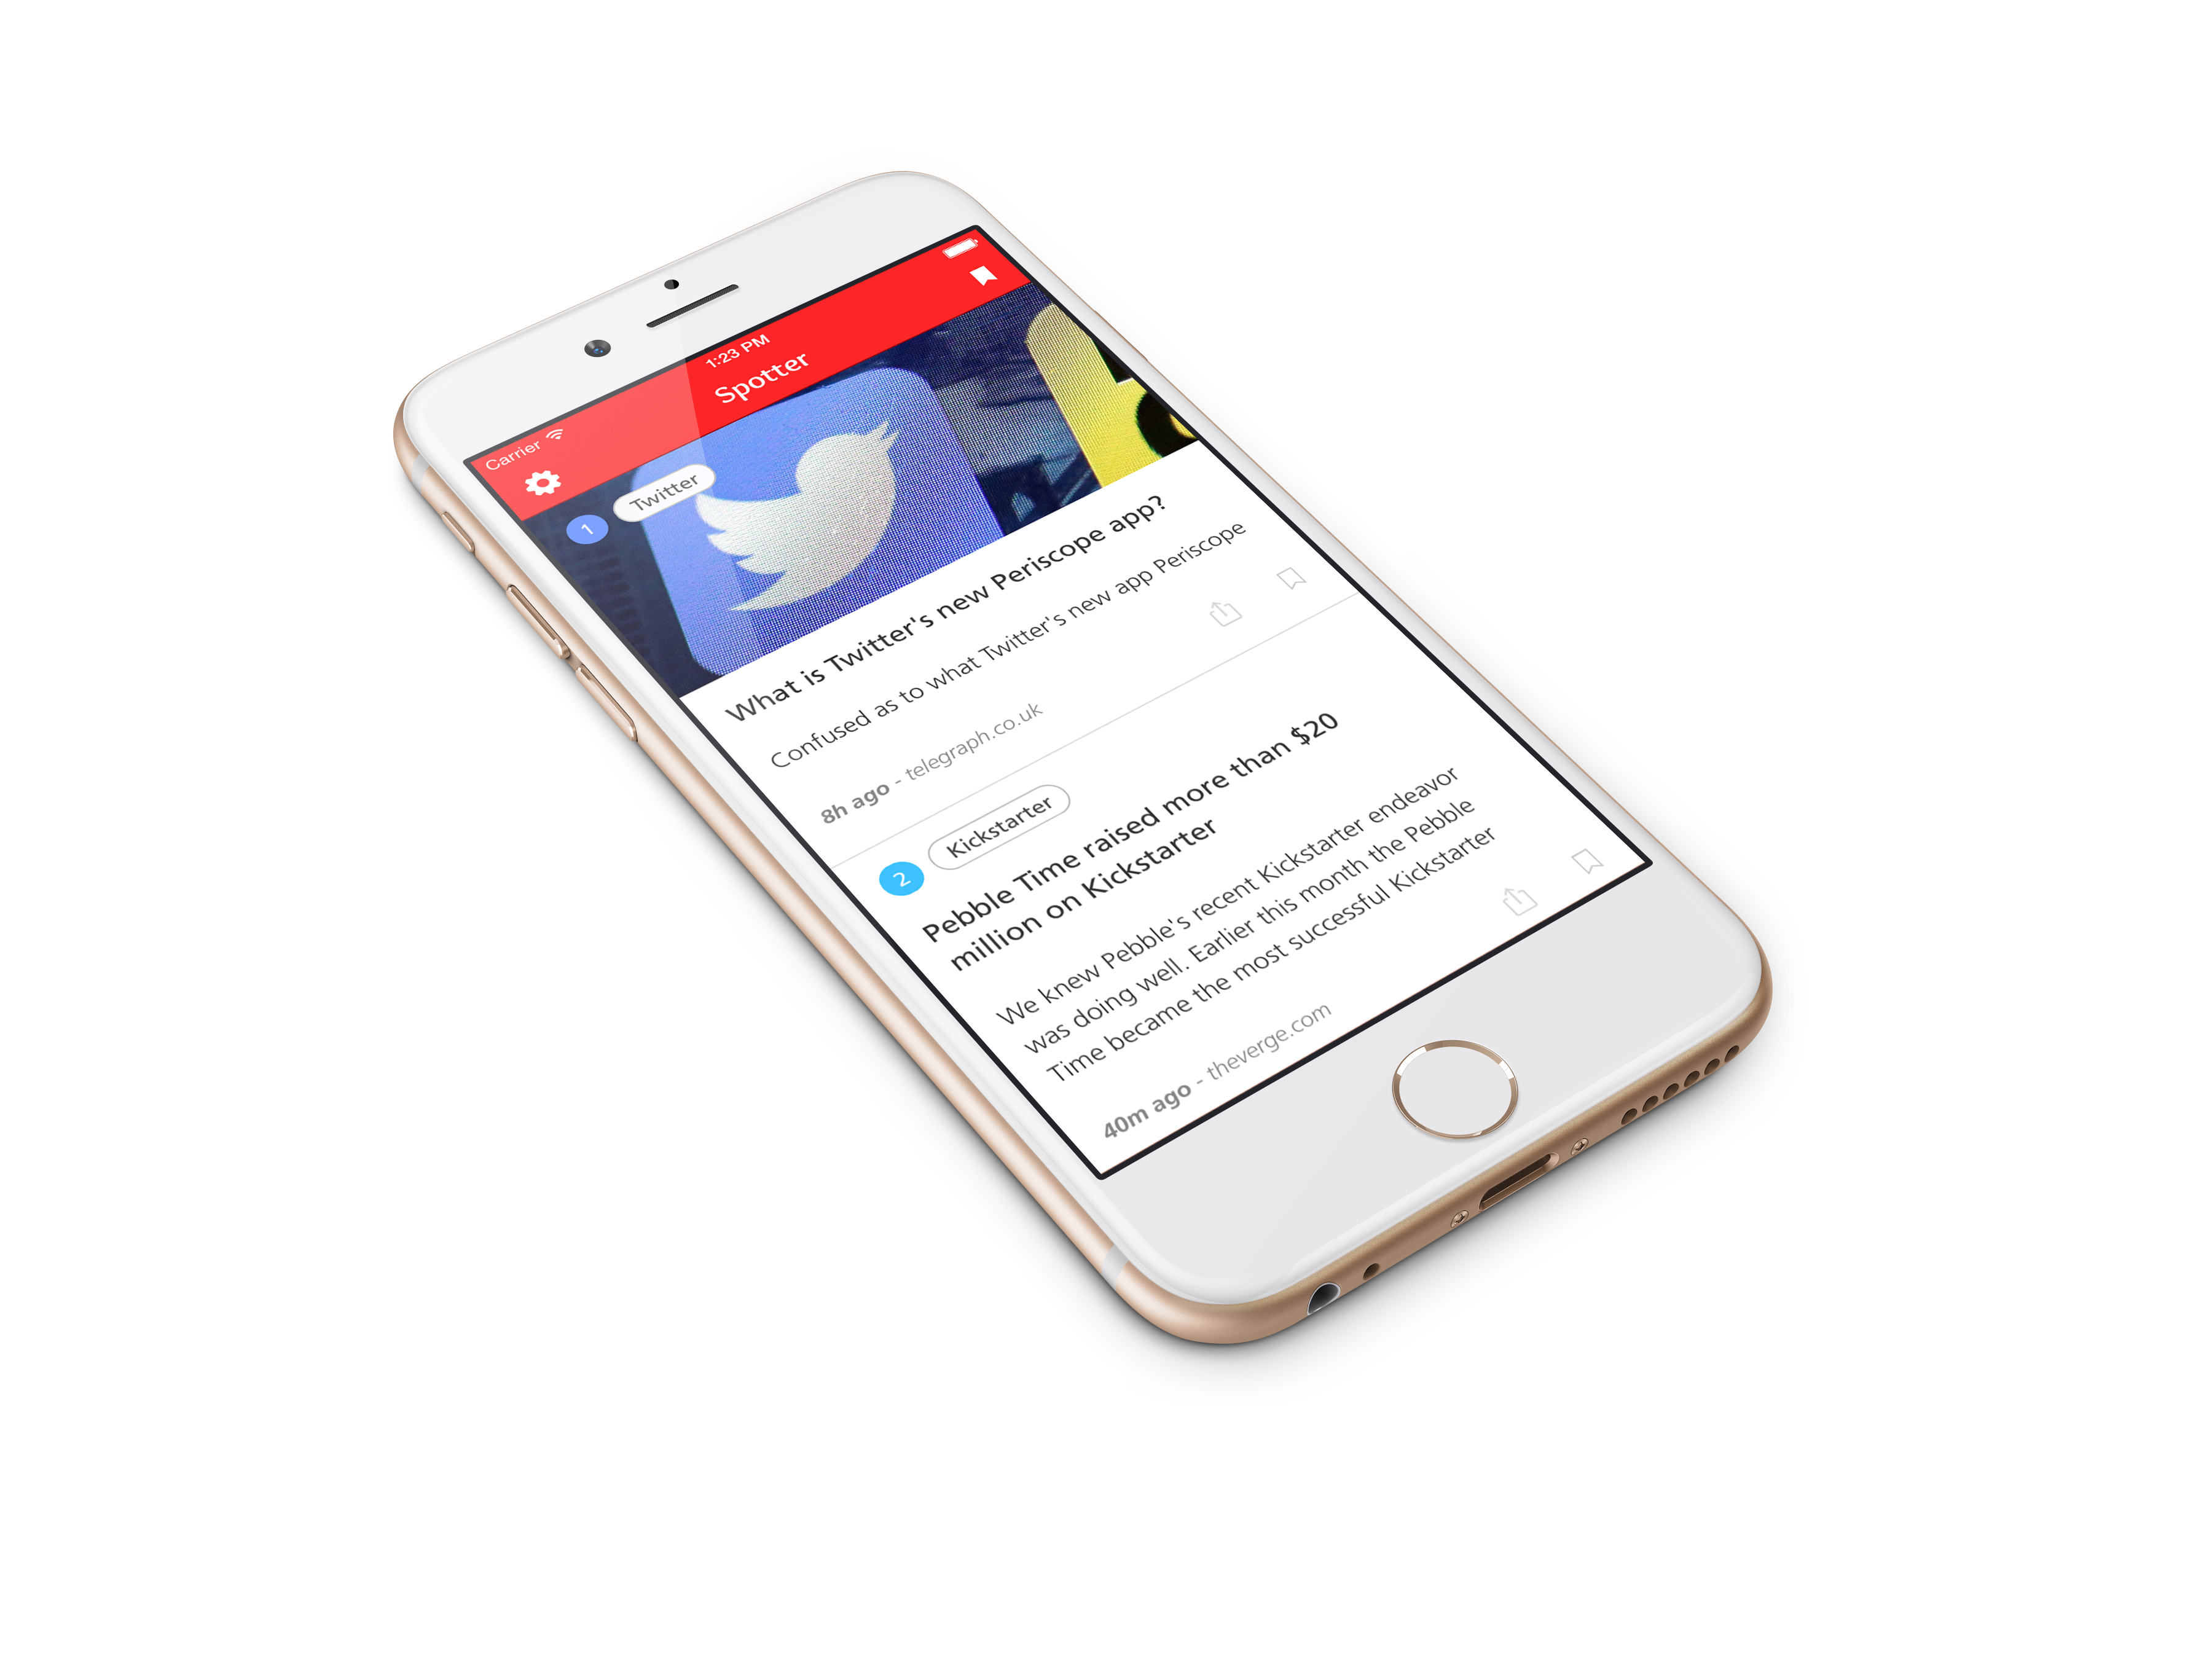 Carrier
1:23 PM
Spotter
1
Twitter
What is Twitter's new Periscope app?
Confused as to what Twitter's new app Periscope
8h ago - telegraph.co.uk
2
Kickstarter
Pebble Time raised more than $20
million on Kickstarter
We knew Pebble's recent Kickstarter endeavor
was doing well. Earlier this month the Pebble
Time became the most successful Kickstarter
40m ago - theverge.com